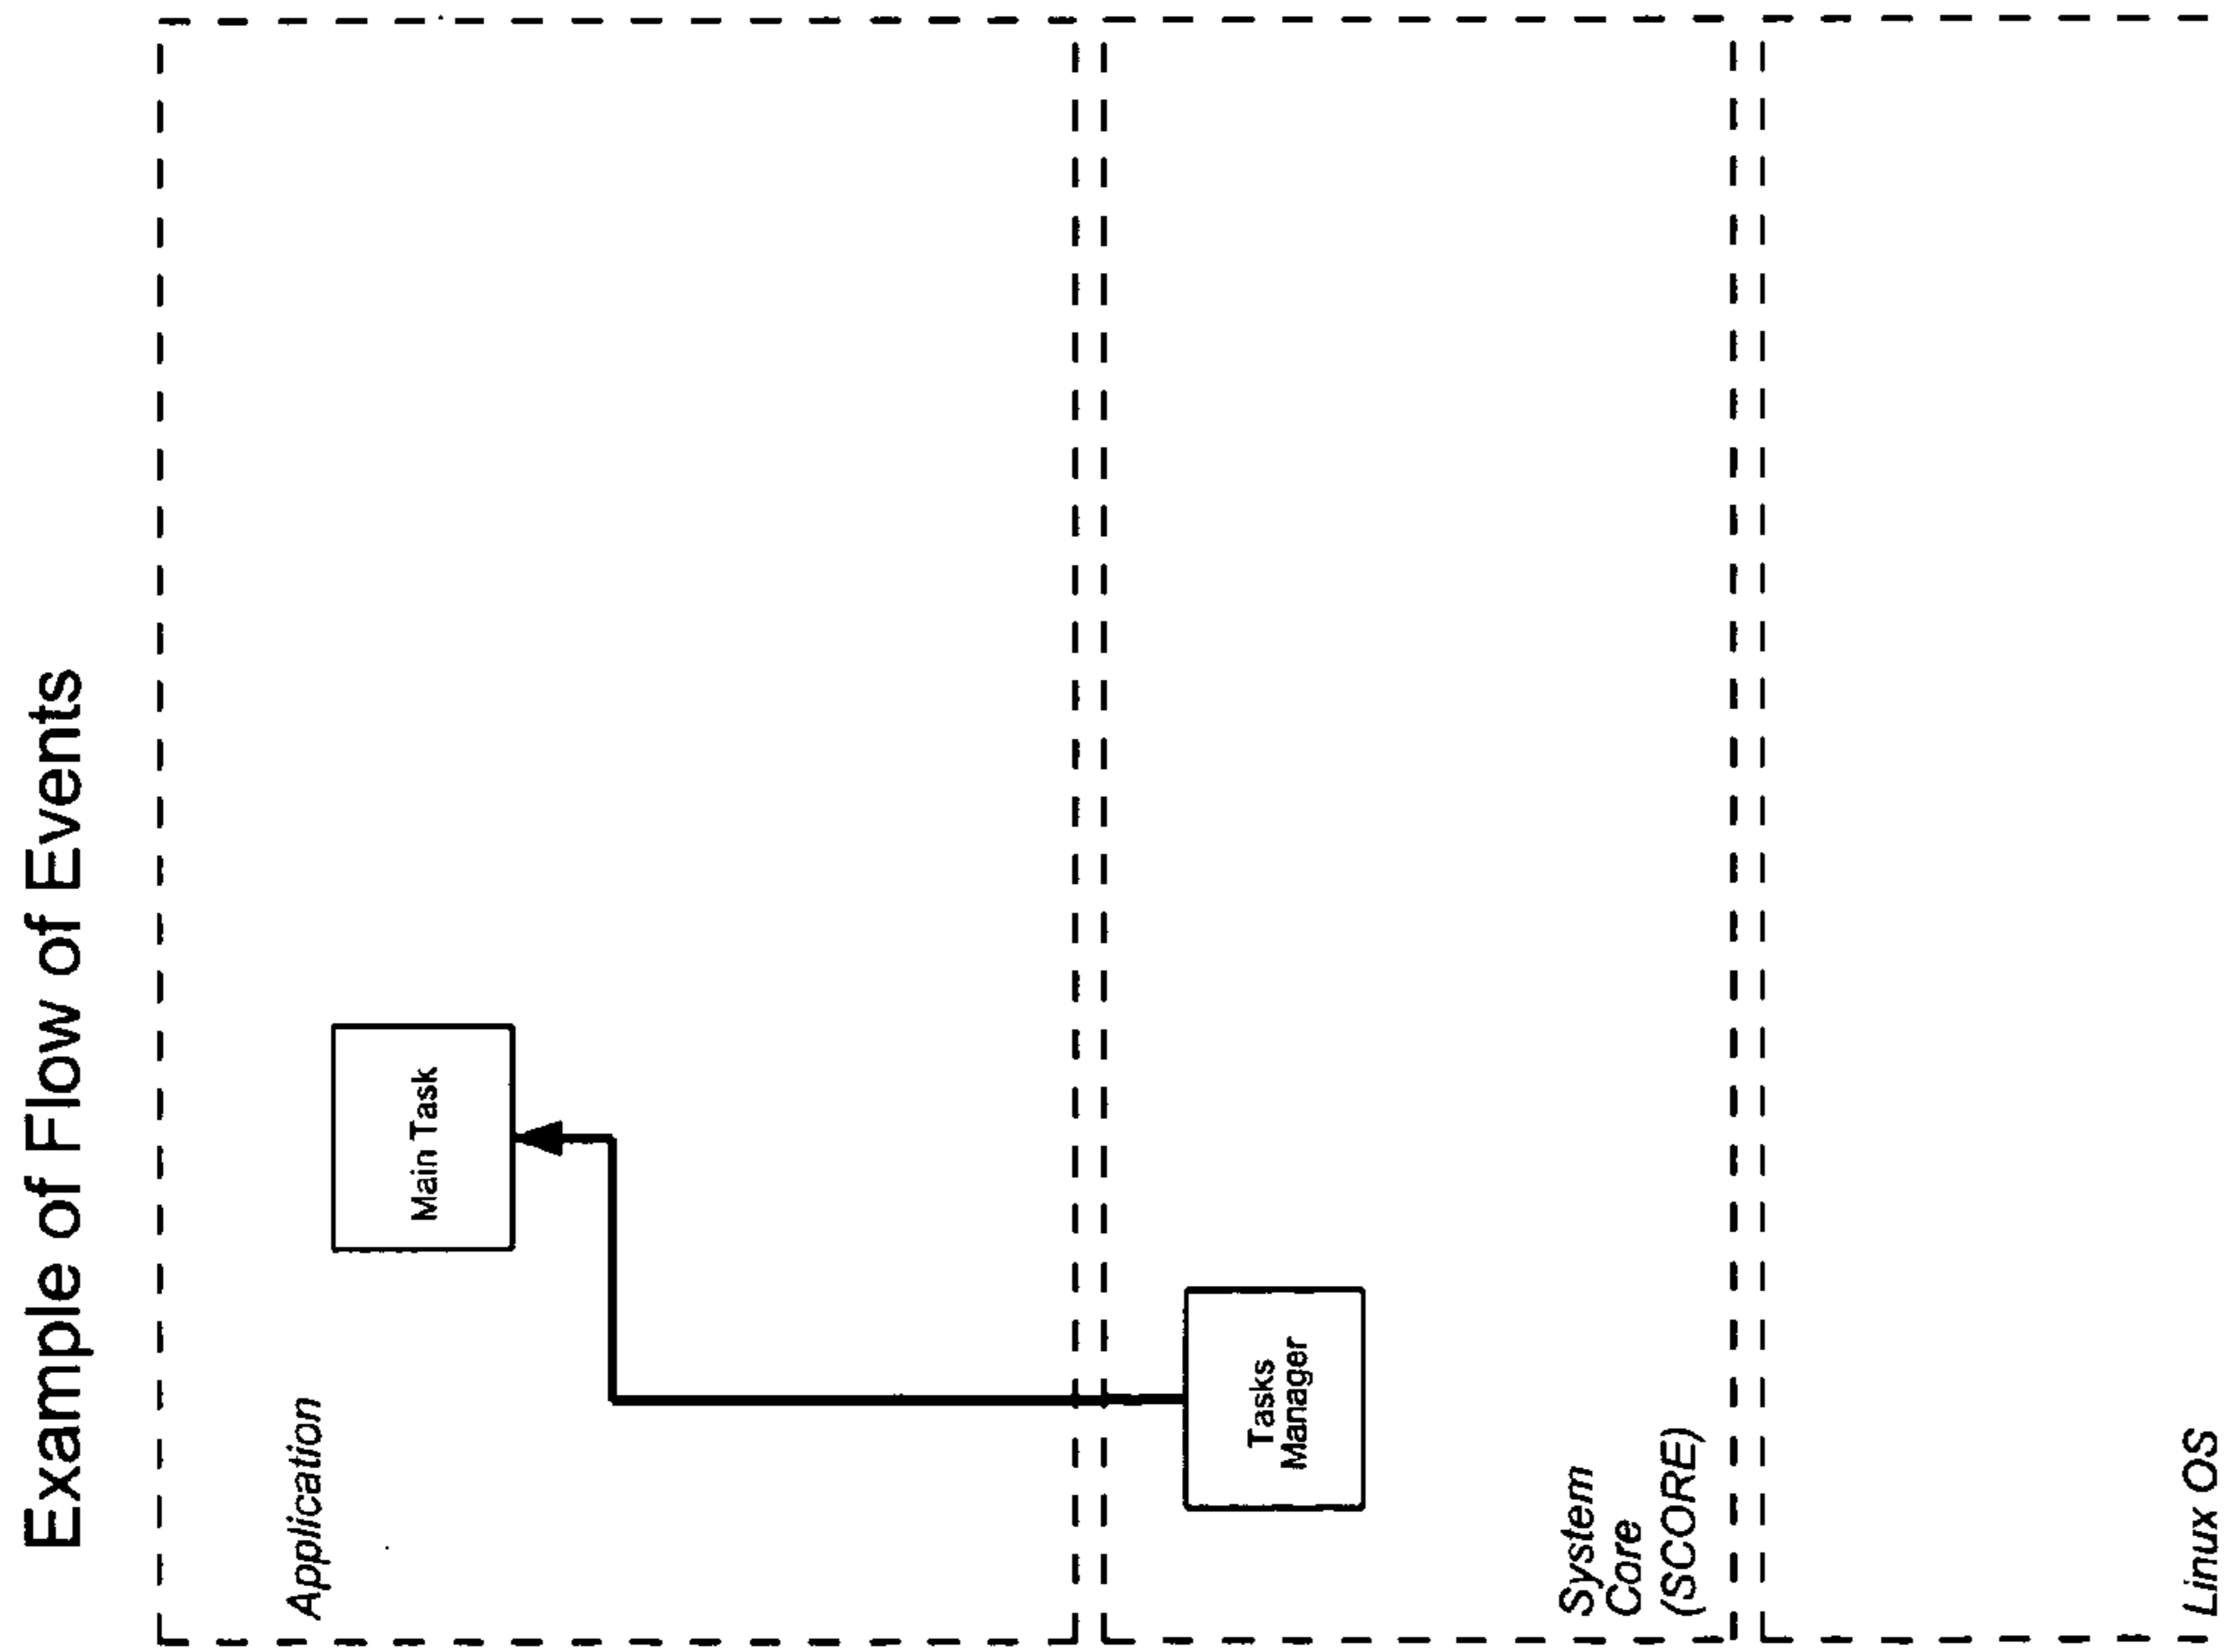 Example of Flow of Events
Application
Main Task
Tasks
Manager
System
Core
(SCORE)
Linux OS